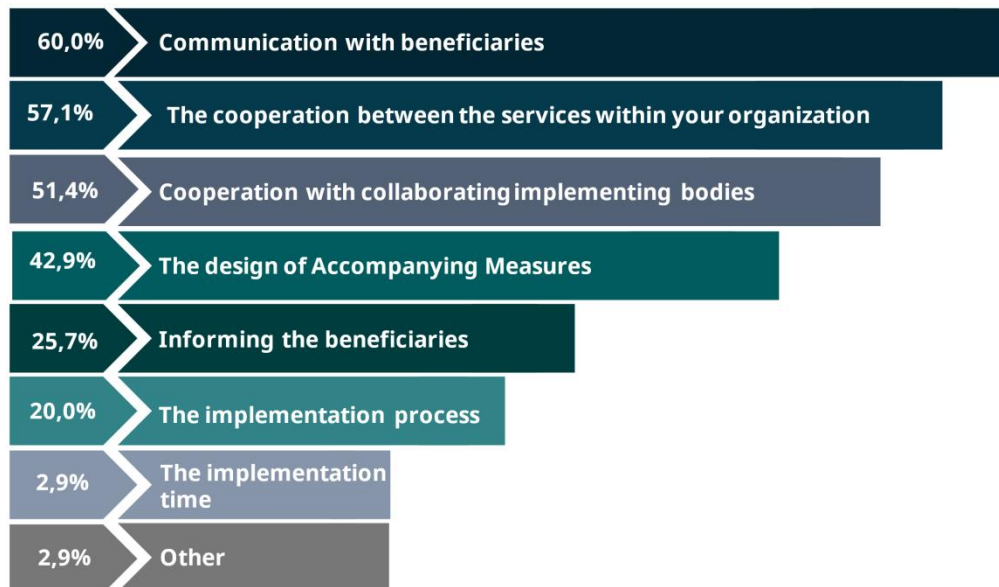 60,0% Communication with beneficiaries
57,1% The cooperation between the services within your organization
51,4% Cooperation with collaborating implementing bodies
42,9% The design of Accompanying Measures
25,7% Informing the beneficiaries
20,0% The implementation process
2,9% The implementation
time
2,9% Other